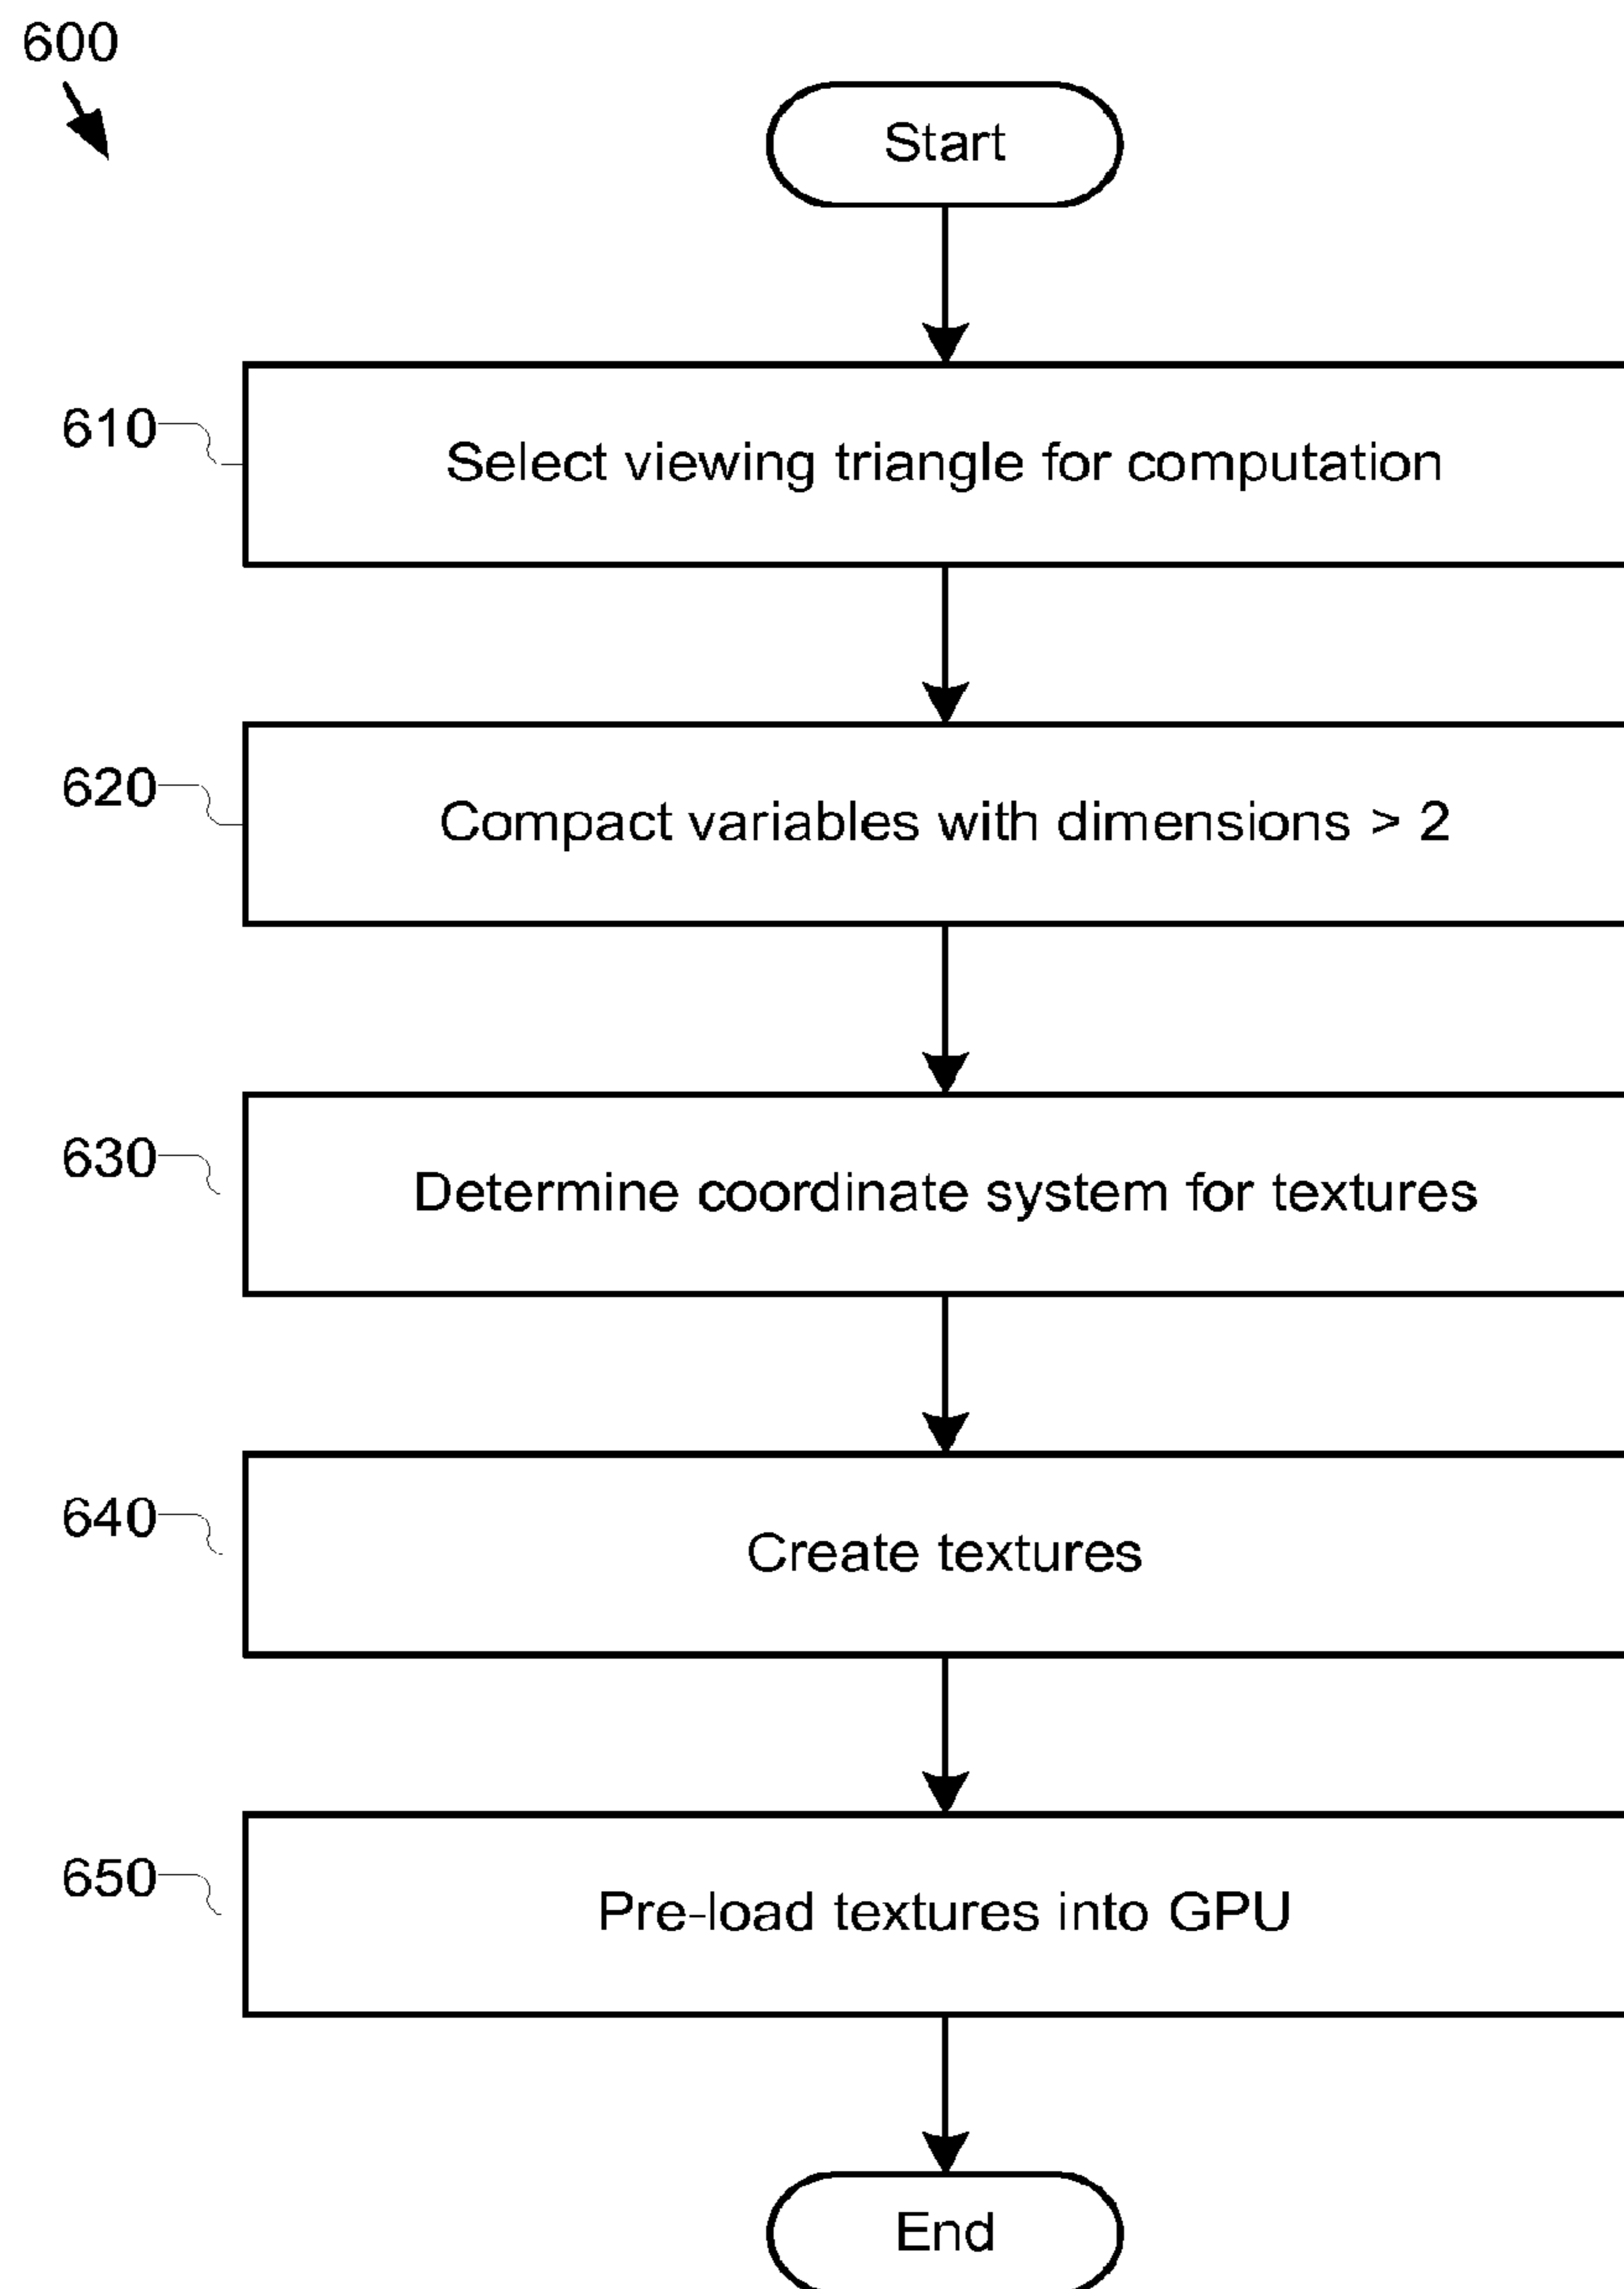 600
Start
610
Select viewing triangle for computation
620
Compact variables with dimensions > 2
630
Determine coordinate system for textures
640
Create textures
650
Pre-load textures into GPU
End